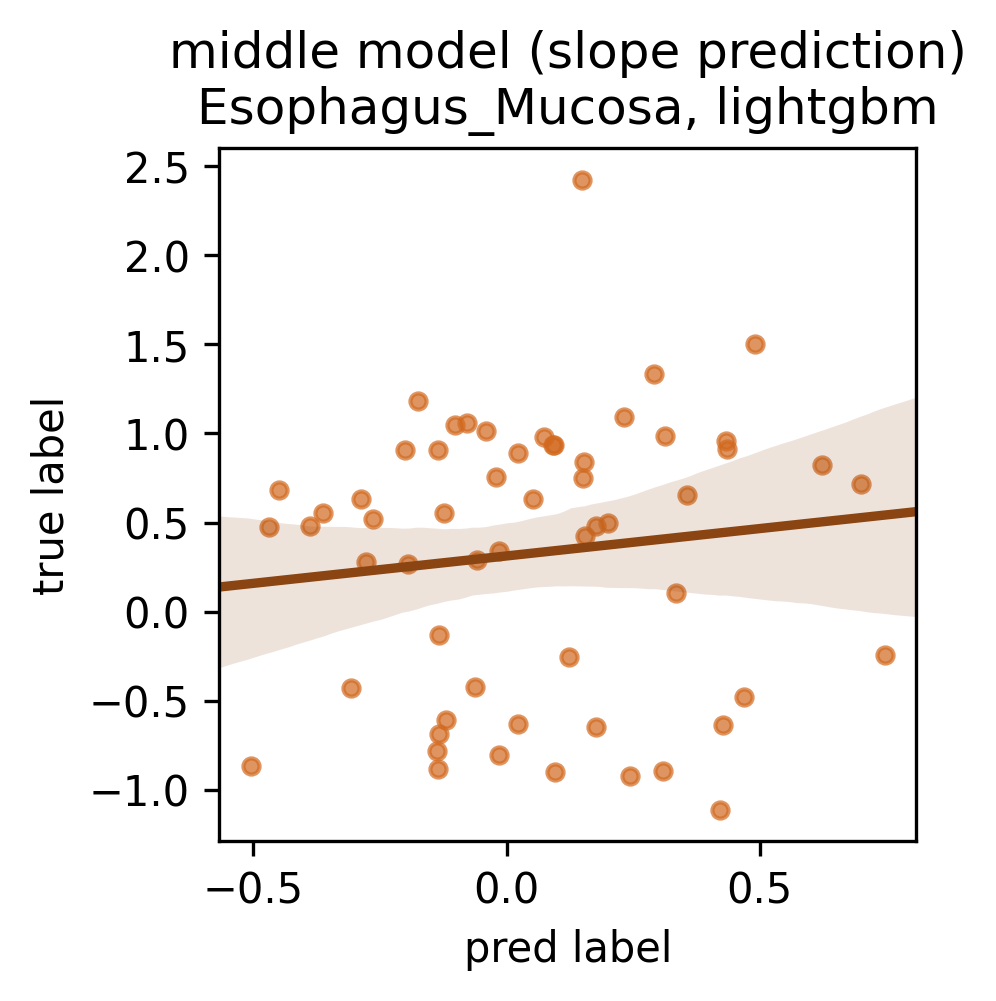 middle model (slope prediction)
Esophagus_Mucosa, lightgbm
2.5
2.0
1.5
1.0
0.5
0.0
−0.5
−1.0
true label
−0.5 0.0 0.5
pred label